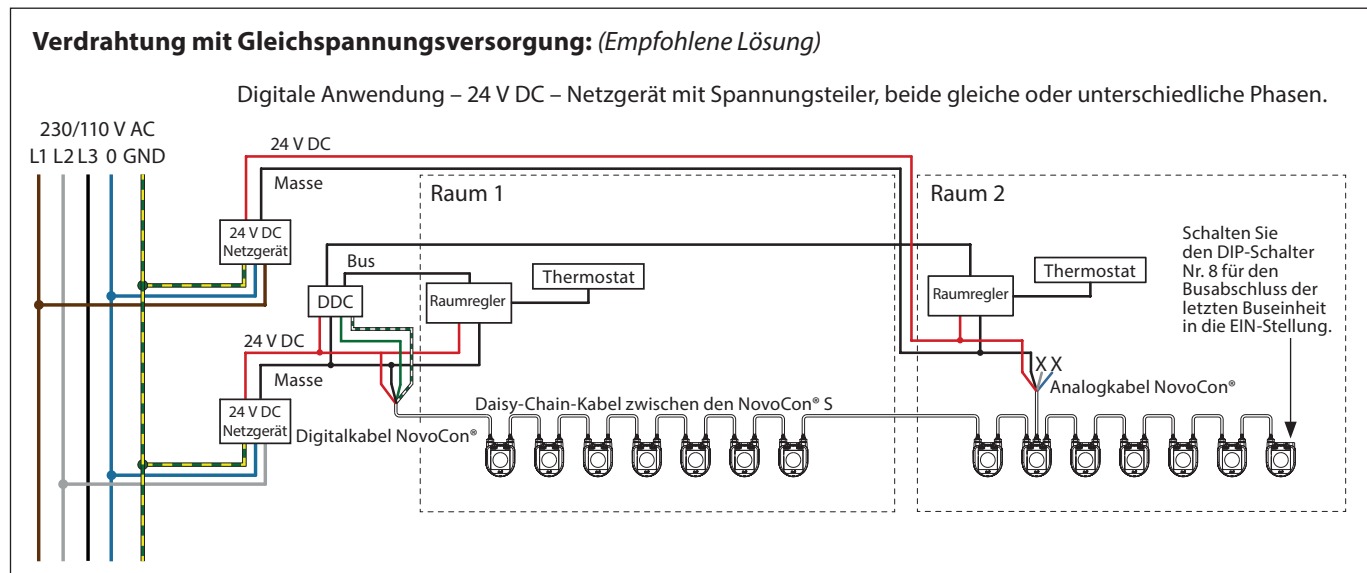 Verdrahtung mit Gleichspannungsversorgung: (Empfohlene Lösung)
Digitale Anwendung – 24 V DC – Netzgerät mit Spannungsteiler, beide gleiche oder unterschiedliche Phasen.
230/110 V AC
L1 L2 L3 0 GND
24 V DC
Masse
24 V DC
Netzgerät
Raum 1
Bus
DDC
Raumregler
Thermostat
24 V DC
Masse
24 V DC
Netzgerät
Digitalkabel NovoCon®
Daisy-Chain-Kabel zwischen den NovoCon® S
Raum 2
Raumregler
Thermostat
X X
Analogkabel NovoCon®
Schalten Sie
den DIP-Schalter
Nr. 8 für den
Busabschluss der
letzten Buseinheit
in die EIN-Stellung.